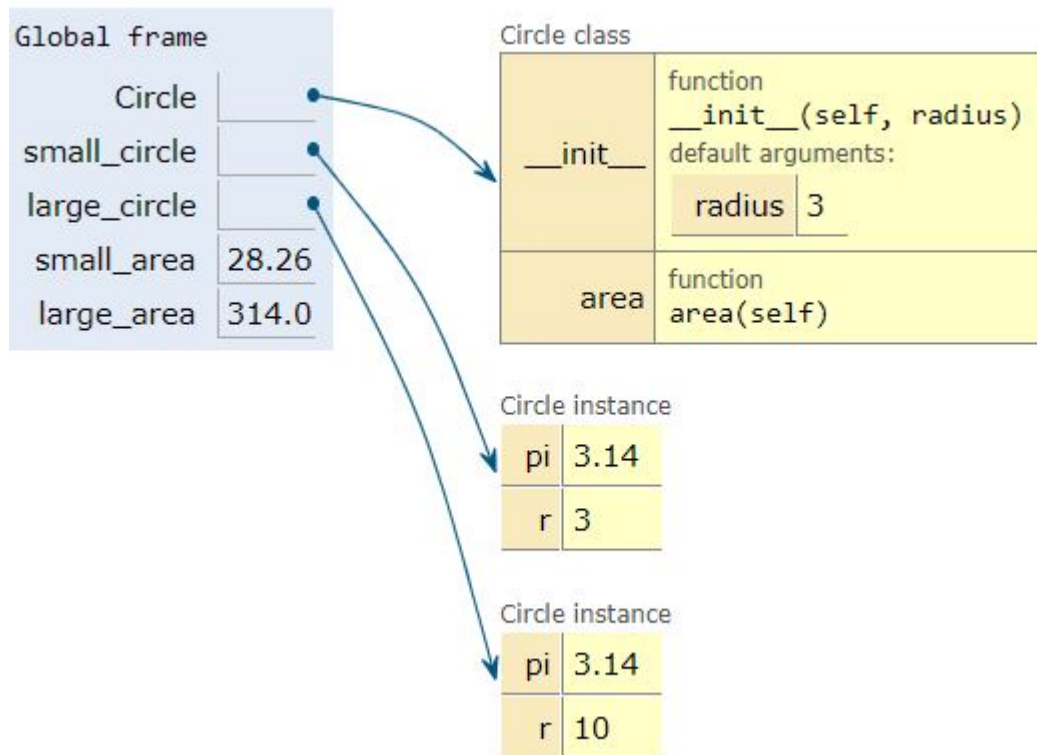 Global frame
Circle
small_circle
large_circle
small_area 28.26
large_area 314.0
Circle class
__init__
function
__init__(self, radius)
default arguments:
radius 3
area
function
area(self)
Circle instance
pi 3.14
r 3
Circle instance
pi 3.14
r 10